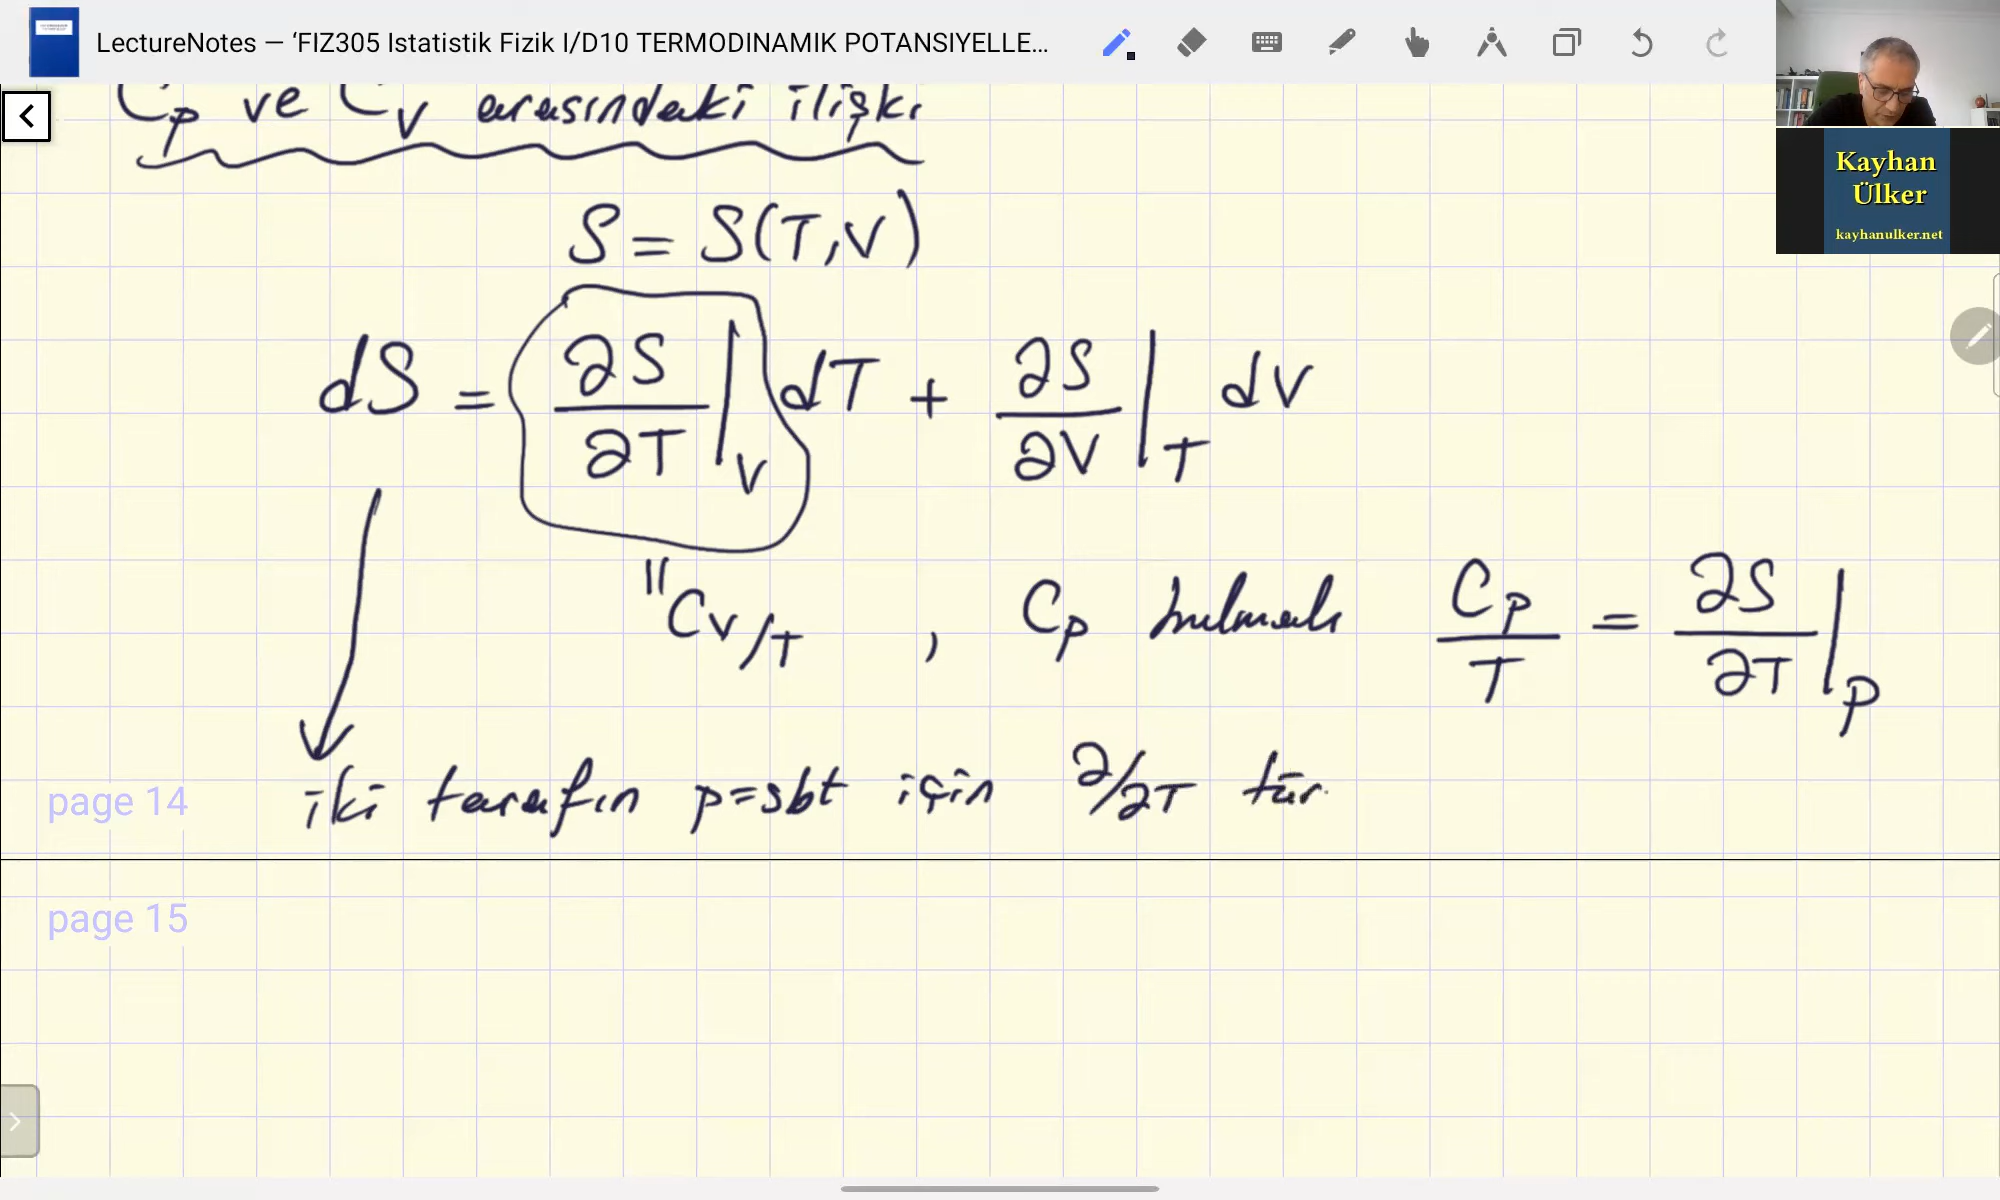 LectureNotes — ‘FIZ305 Istatistik Fizik I/D10 TERMODINAMIK POTANSIYELLE...
Kayhan
Ülker
kayhanulker.net
Cp ve CV arasındaki ilişki
S = S(T,V)
dS = ∂S/∂T|V dT + ∂S/∂V|T dV
" CV/T , Cp bulmak Cp/T = ∂S/∂T|p
iki tarafın p=sbt için ∂/∂T tür.
page 14
page 15